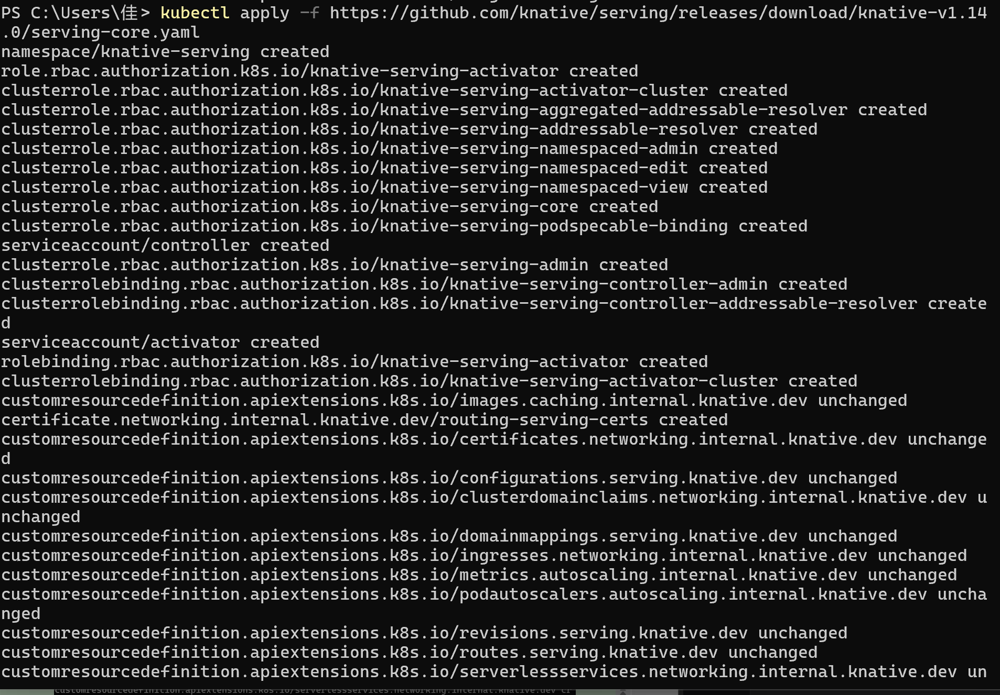 PS C:\Users\佳> kubectl apply -f https://github.com/knative/serving/releases/download/knative-v1.14
.0/serving-core.yaml
namespace/knative-serving created
role.rbac.authorization.k8s.io/knative-serving-activator created
clusterrole.rbac.authorization.k8s.io/knative-serving-activator-cluster created
clusterrole.rbac.authorization.k8s.io/knative-serving-aggregated-addressable-resolver created
clusterrole.rbac.authorization.k8s.io/knative-serving-addressable-resolver created
clusterrole.rbac.authorization.k8s.io/knative-serving-namespaced-admin created
clusterrole.rbac.authorization.k8s.io/knative-serving-namespaced-edit created
clusterrole.rbac.authorization.k8s.io/knative-serving-namespaced-view created
clusterrole.rbac.authorization.k8s.io/knative-serving-core created
clusterrole.rbac.authorization.k8s.io/knative-serving-podspecable-binding created
serviceaccount/controller created
clusterrole.rbac.authorization.k8s.io/knative-serving-admin created
clusterrolebinding.rbac.authorization.k8s.io/knative-serving-controller-admin created
clusterrolebinding.rbac.authorization.k8s.io/knative-serving-controller-addressable-resolver create
d
serviceaccount/activator created
rolebinding.rbac.authorization.k8s.io/knative-serving-activator created
clusterrolebinding.rbac.authorization.k8s.io/knative-serving-activator-cluster created
customresourcedefinition.apiextensions.k8s.io/images.caching.internal.knative.dev unchanged
certificate.networking.internal.knative.dev/routing-serving-certs created
customresourcedefinition.apiextensions.k8s.io/certificates.networking.internal.knative.dev unchange
d
customresourcedefinition.apiextensions.k8s.io/configurations.serving.knative.dev unchanged
customresourcedefinition.apiextensions.k8s.io/clusterdomainclaims.networking.internal.knative.dev u
nchanged
customresourcedefinition.apiextensions.k8s.io/domainmappings.serving.knative.dev unchanged
customresourcedefinition.apiextensions.k8s.io/ingresses.networking.internal.knative.dev unchanged
customresourcedefinition.apiextensions.k8s.io/metrics.autoscaling.internal.knative.dev unchanged
customresourcedefinition.apiextensions.k8s.io/podautoscalers.autoscaling.internal.knative.dev uncha
nged
customresourcedefinition.apiextensions.k8s.io/revisions.serving.knative.dev unchanged
customresourcedefinition.apiextensions.k8s.io/routes.serving.knative.dev unchanged
customresourcedefinition.apiextensions.k8s.io/serverlessservices.networking.internal.knative.dev un
customresourcedefinition.apiextensions.k8s.io/serverlessservices.networking.internal.knative.dev cr